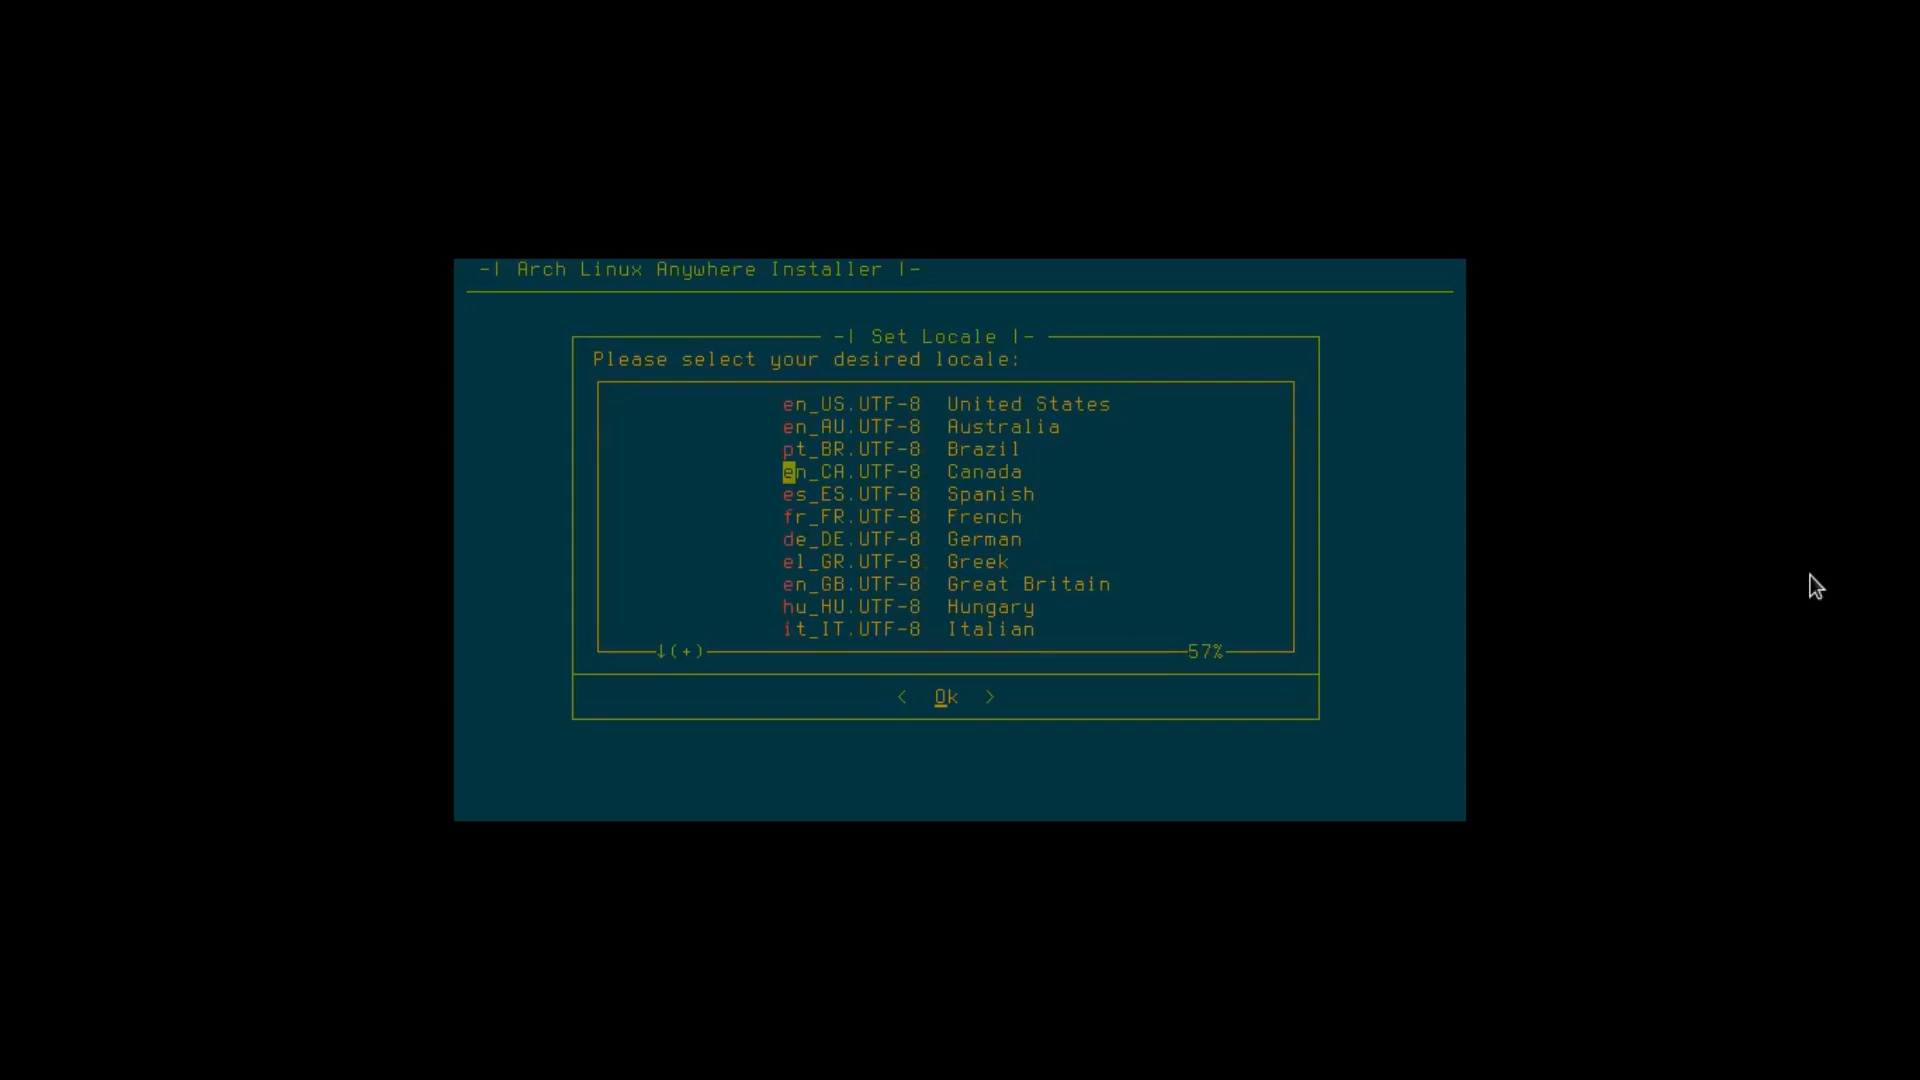 -| Arch Linux Anywhere Installer |-
-| Set Locale |-
Please select your desired locale:
en_US.UTF-8 United States
en_AU.UTF-8 Australia
pt_BR.UTF-8 Brazil
en_CA.UTF-8 Canada
es_ES.UTF-8 Spanish
fr_FR.UTF-8 French
de_DE.UTF-8 German
el_GR.UTF-8 Greek
en_GB.UTF-8 Great Britain
hu_HU.UTF-8 Hungary
it_IT.UTF-8 Italian
↓(+) 57%
< Ok >